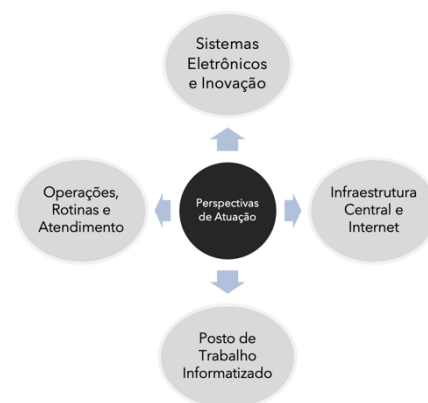 Sistemas
Eletrônicos
e Inovação
Operações,
Rotinas e
Atendimento
Perspectivas
de Atuação
Infraestrutura
Central e
Internet
Posto de
Trabalho
Informatizado